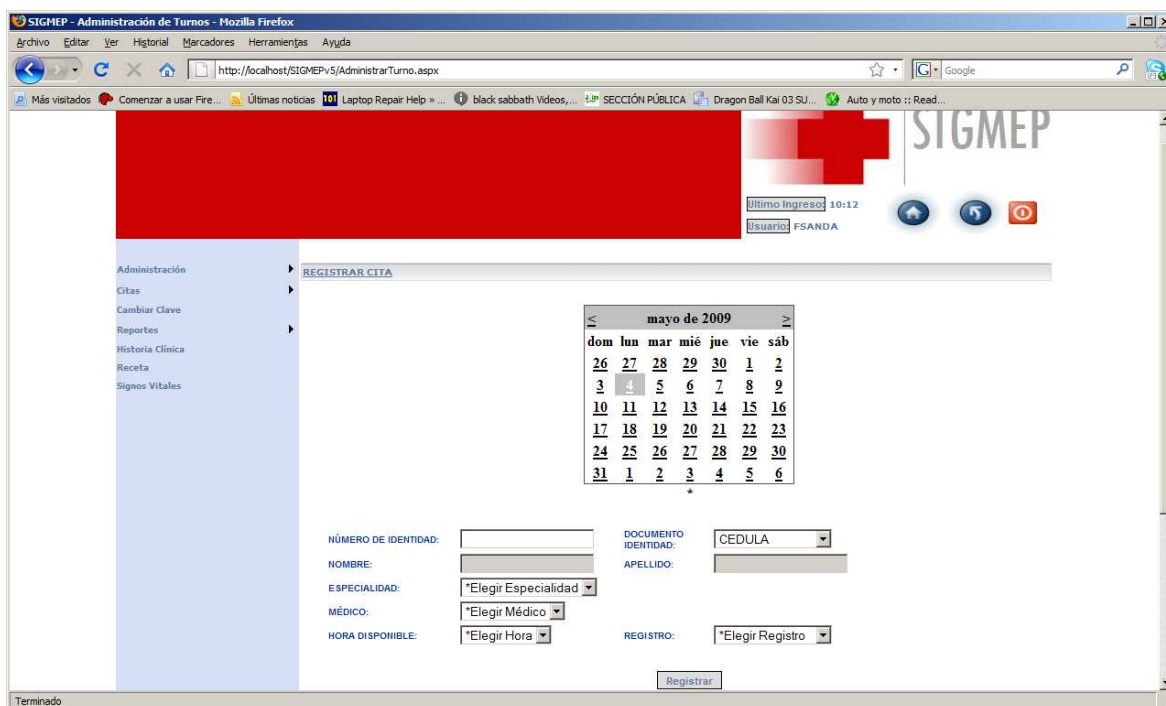 SIGMEP - Administración de Turnos - Mozilla Firefox
Archivo Editar Ver Historial Marcadores Herramientas Ayuda
http://localhost/SIGMEPv5/AdministrarTurno.aspx
Google
Más visitados Comenzar a usar Fire... Últimas noticias 101 Laptop Repair Help » ... black sabbath Videos,... SECCIÓN PÚBLICA Dragon Ball Kai 03 SU... Auto y moto :: Read...
SIGMEP
Ultimo Ingreso: 10:12
Usuario: FSANDA
Administración
Citas
Cambiar Clave
Reportes
Historia Clínica
Receta
Signos Vitales
REGISTRAR CITA
< mayo de 2009 >
dom lun mar mié jue vie sáb
26 27 28 29 30 1 2
3 4 5 6 7 8 9
10 11 12 13 14 15 16
17 18 19 20 21 22 23
24 25 26 27 28 29 30
31 1 2 3 4 5 6
*
NÚMERO DE IDENTIDAD: DOCUMENTO IDENTIDAD: CEDULA
NOMBRE: APELLIDO:
ESPECIALIDAD: *Elegir Especialidad
MÉDICO: *Elegir Médico
HORA DISPONIBLE: *Elegir Hora REGISTRO: *Elegir Registro
Registrar
Terminado